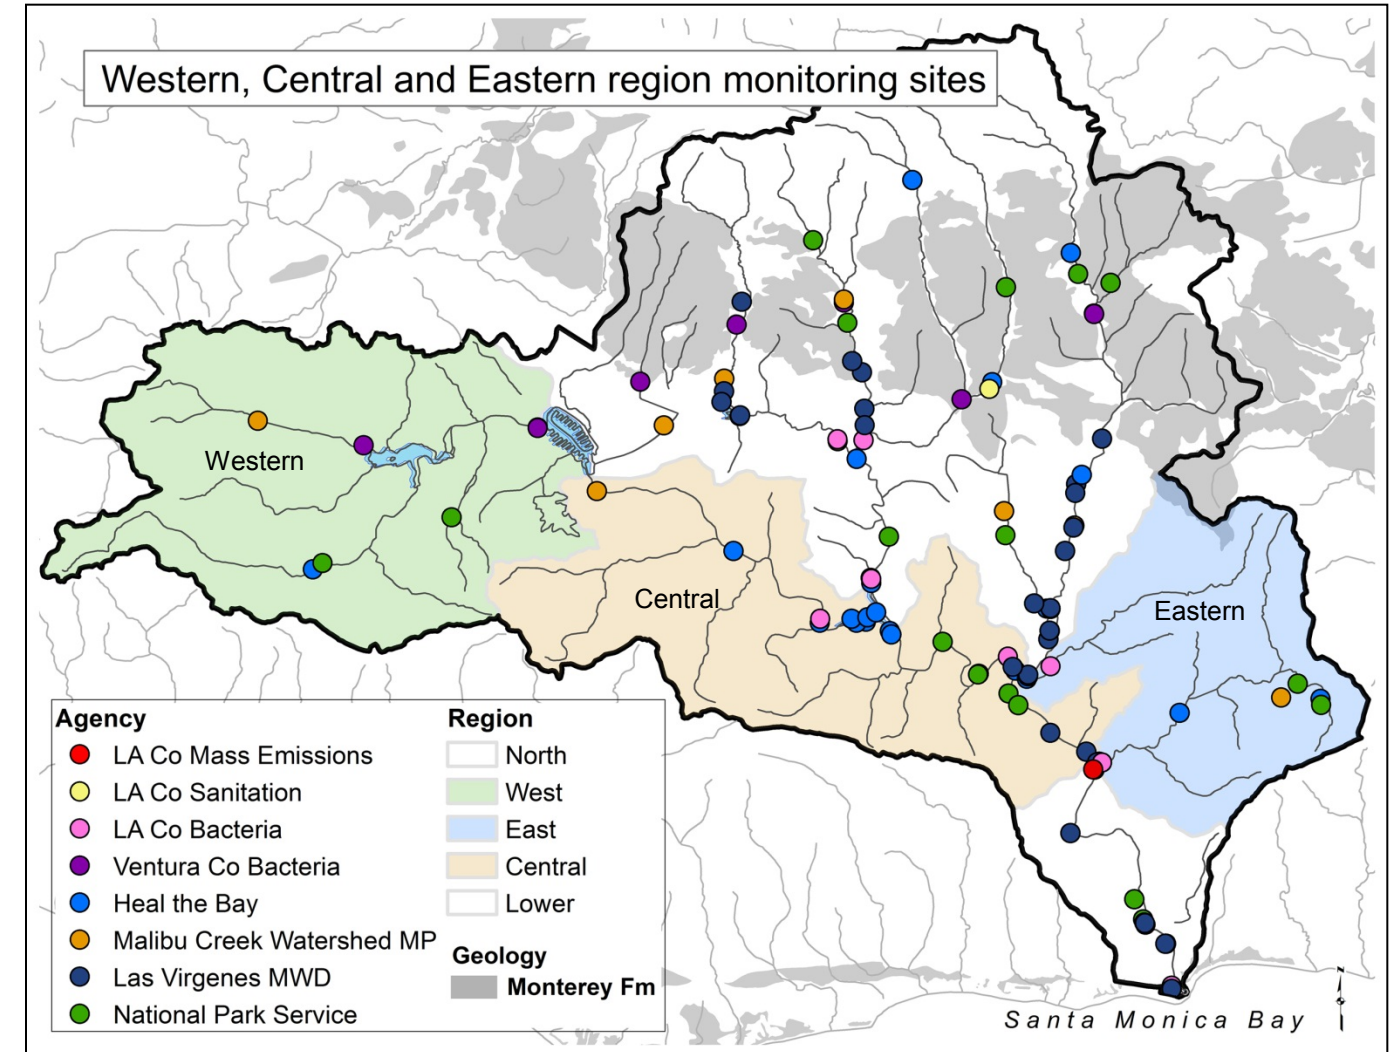 Western, Central and Eastern region monitoring sites
Western
Central
Eastern
Agency
LA Co Mass Emissions
LA Co Sanitation
LA Co Bacteria
Ventura Co Bacteria
Heal the Bay
Malibu Creek Watershed MP
Las Virgenes MWD
National Park Service
Region
North
West
East
Central
Lower
Geology
Monterey Fm
Santa Monica Bay
N